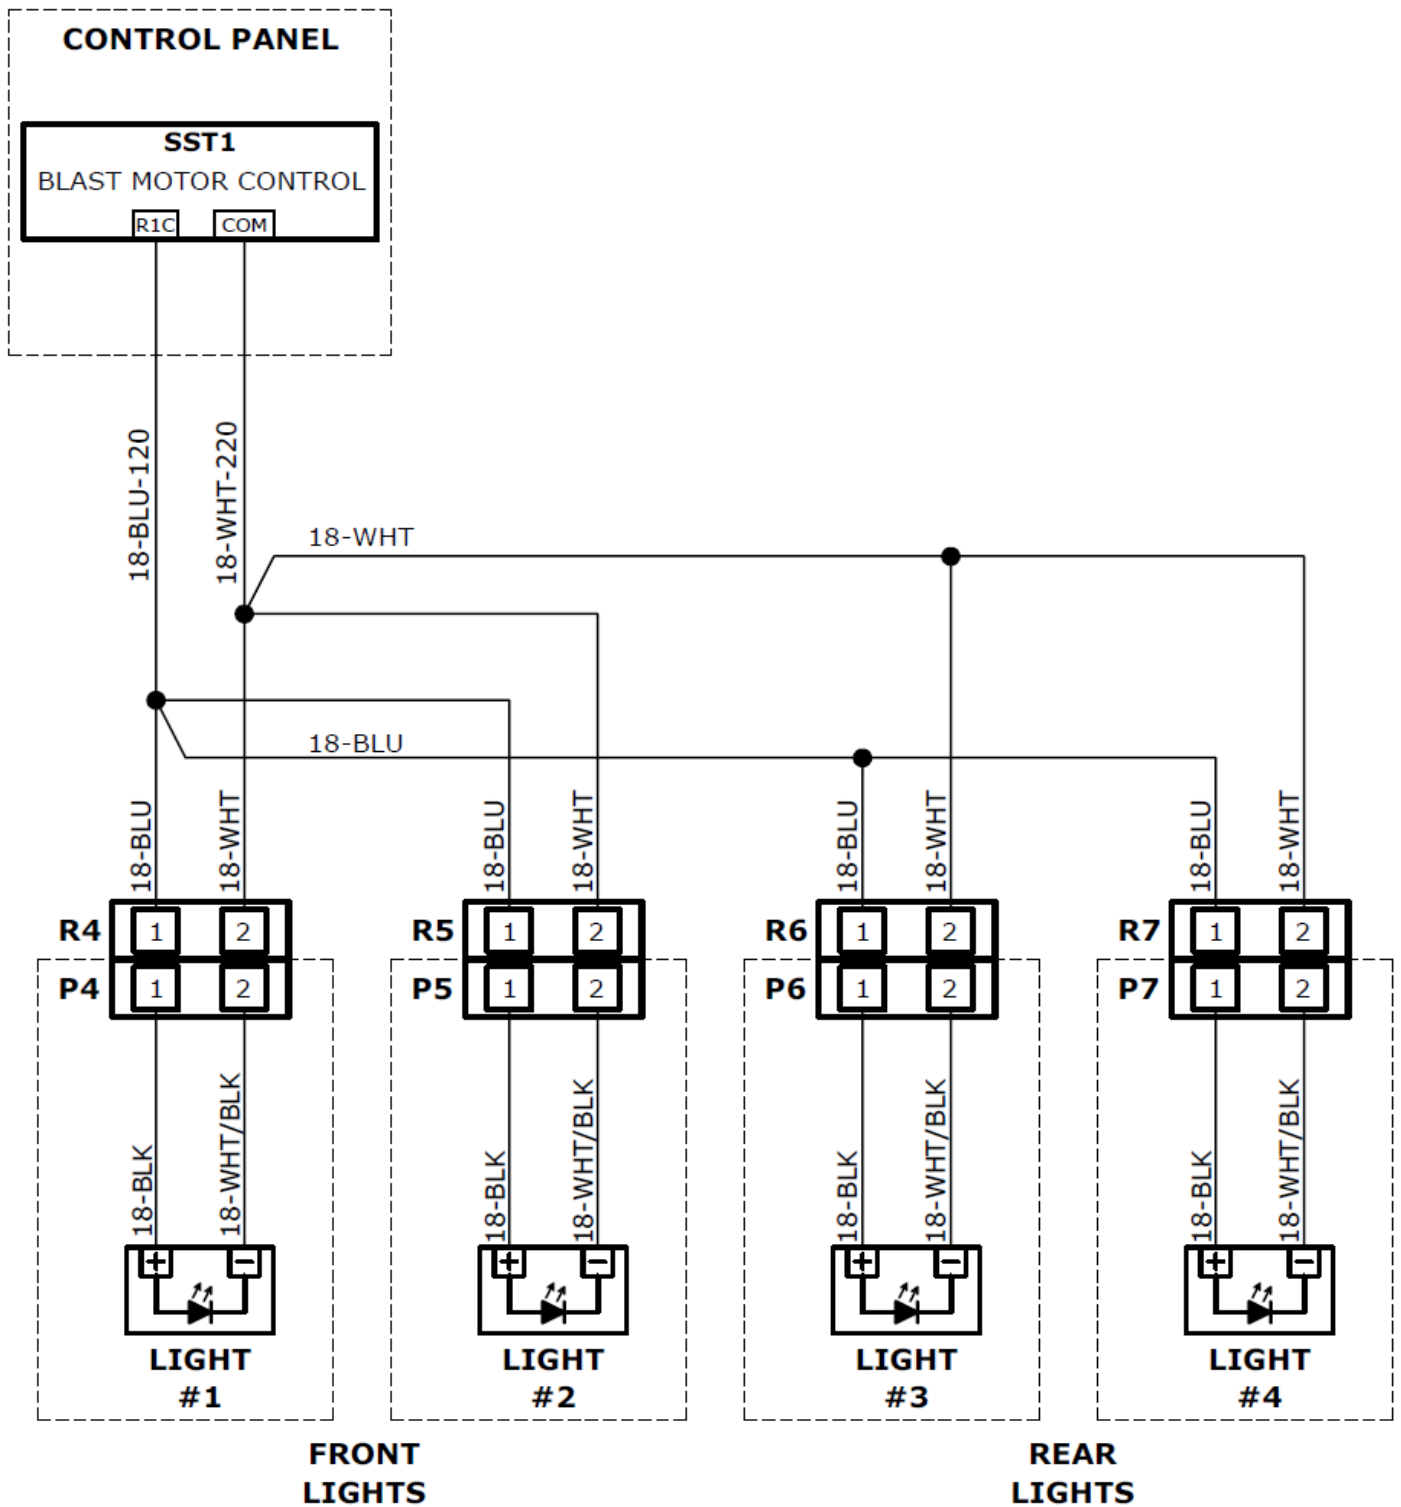 CONTROL PANEL
SST1
BLAST MOTOR CONTROL
R1C COM
18-BLU-120
18-WHT-220
18-WHT
18-BLU
18-BLU
18-WHT
18-BLU
18-WHT
18-BLU
18-WHT
18-BLU
18-WHT
R4 1 2
R5 1 2
R6 1 2
R7 1 2
P4 1 2
P5 1 2
P6 1 2
P7 1 2
18-BLK
18-WHT/BLK
18-BLK
18-WHT/BLK
18-BLK
18-WHT/BLK
18-BLK
18-WHT/BLK
+ −
+ −
+ −
+ −
LIGHT
#1
LIGHT
#2
LIGHT
#3
LIGHT
#4
FRONT
LIGHTS
REAR
LIGHTS